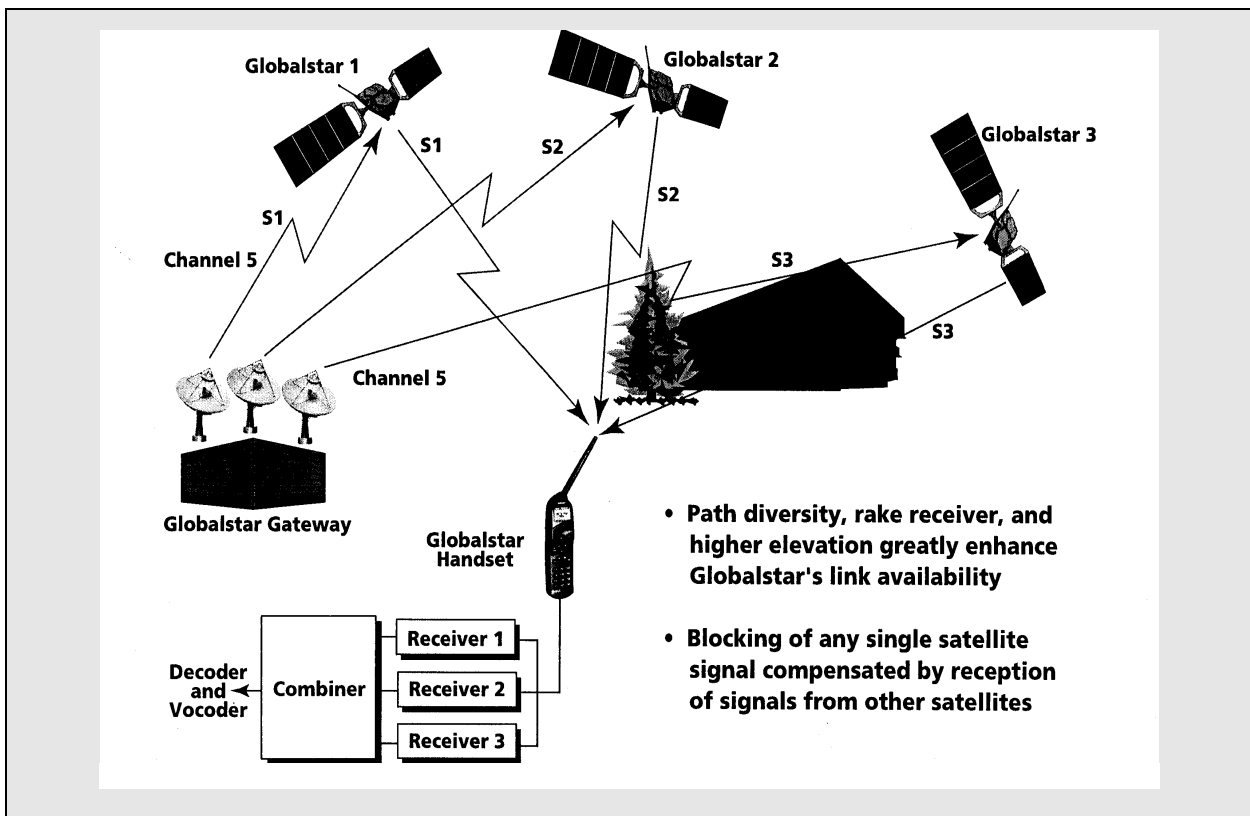 Globalstar 1
Globalstar 2
Globalstar 3
S1
S2
S1
S2
S3
S3
Channel 5
Channel 5
Globalstar Gateway
Globalstar
Handset
• Path diversity, rake receiver, and
higher elevation greatly enhance
Globalstar's link availability
• Blocking of any single satellite
signal compensated by reception
of signals from other satellites
Receiver 1
Receiver 2
Receiver 3
Combiner
Decoder
and
Vocoder